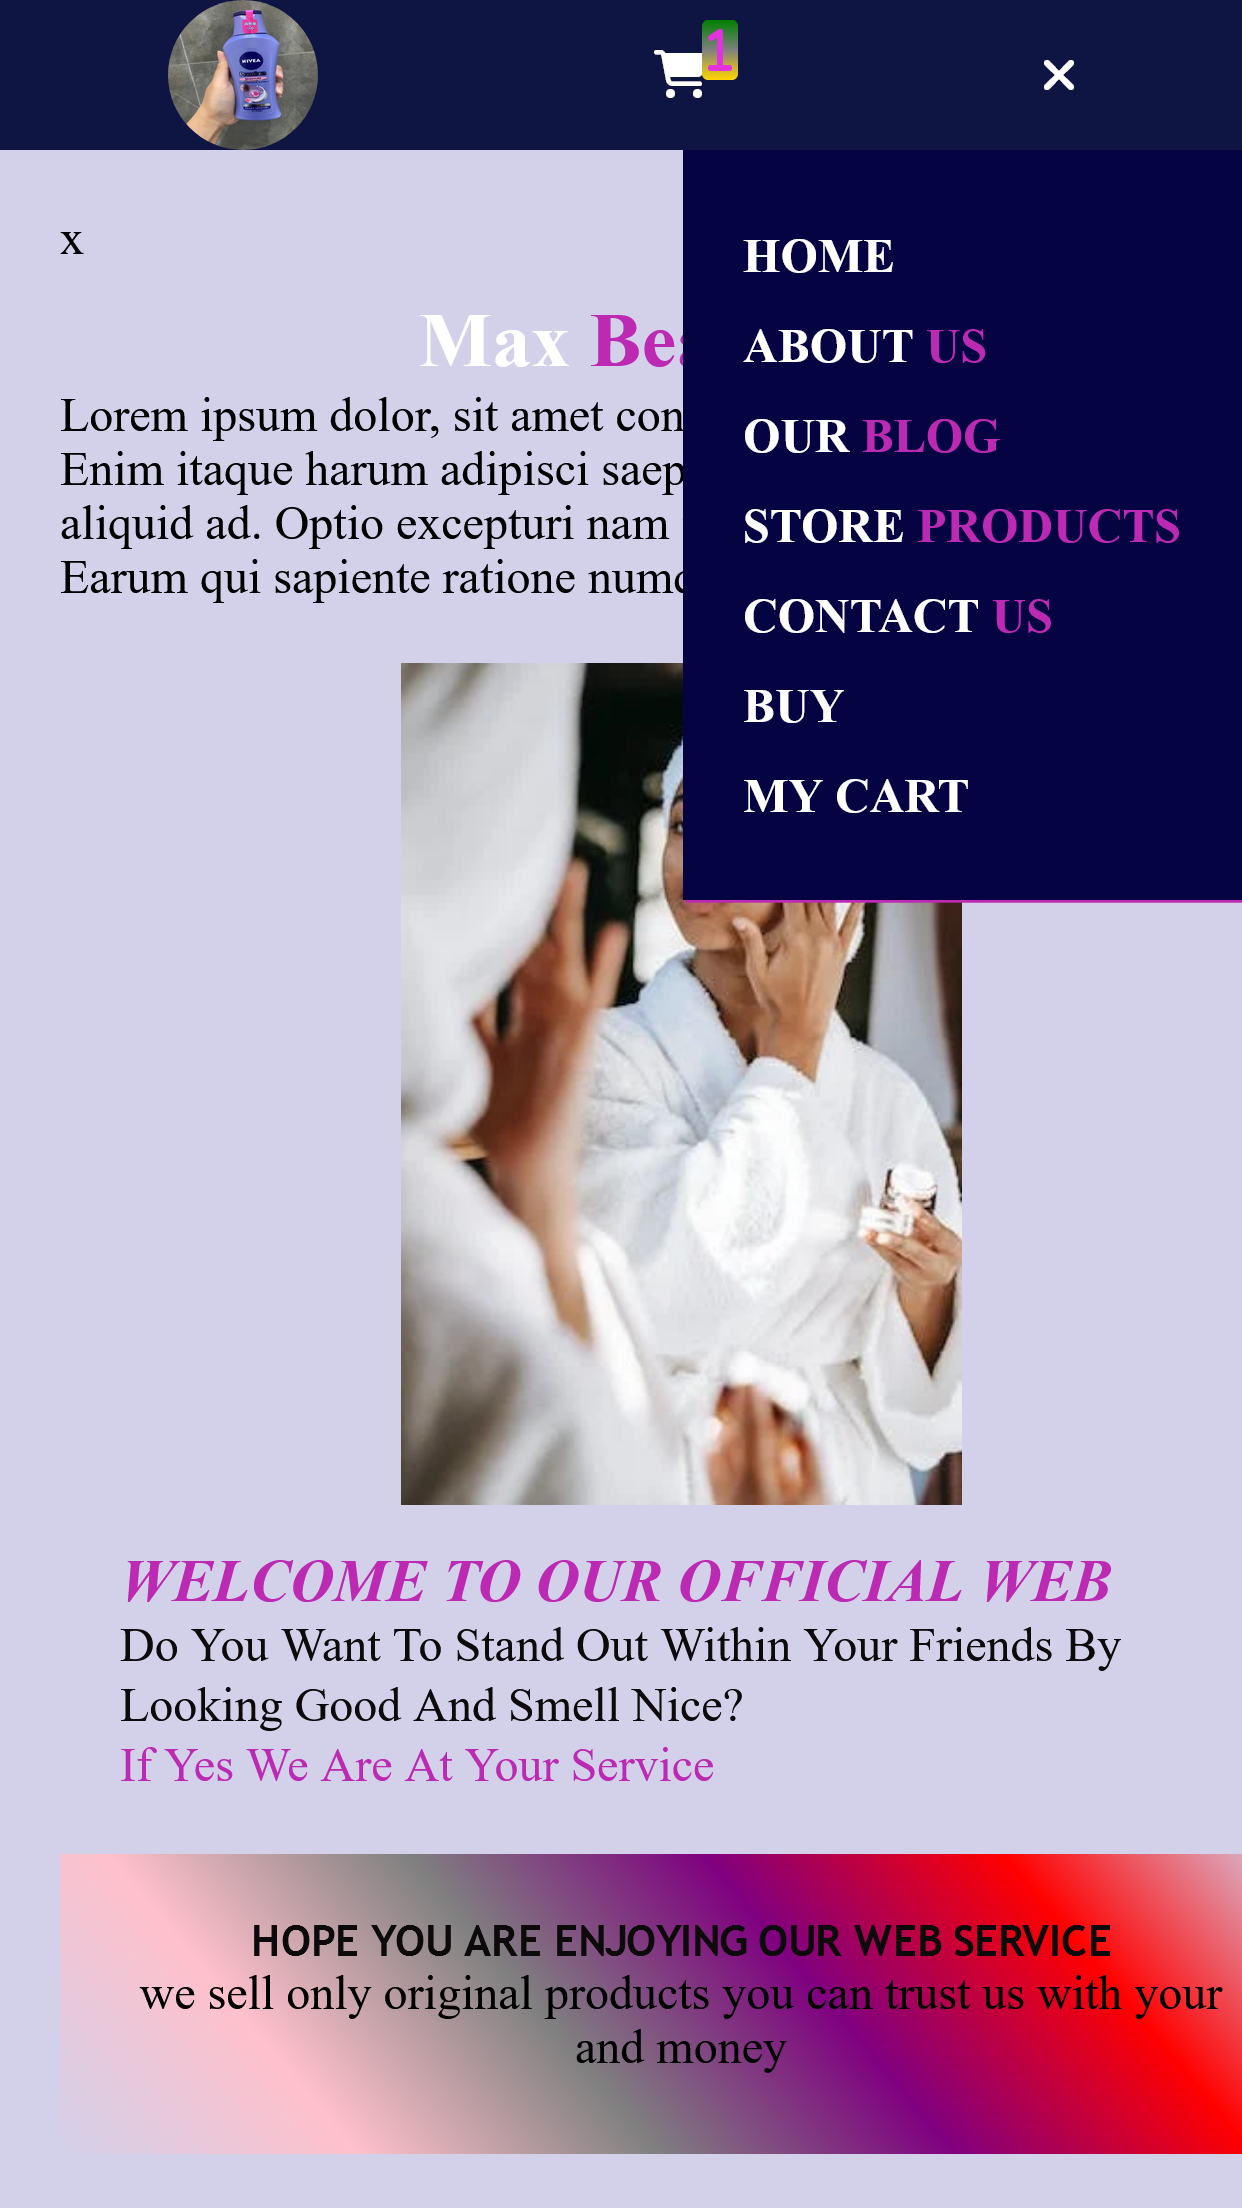 NIVEA
1
x
HOME
ABOUT US
OUR BLOG
STORE PRODUCTS
CONTACT US
BUY
MY CART
Max
Lorem ipsum dolor, sit amet
Enim itaque harum adipisci
aliquid ad. Optio excepturi nam
Earum qui sapiente ratione
WELCOME TO OUR OFFICIAL WEB
Do You Want To Stand Out Within Your Friends By
Looking Good And Smell Nice?
If Yes We Are At Your Service
HOPE YOU ARE ENJOYING OUR WEB SERVICE
we sell only original products you can trust us with your
and money